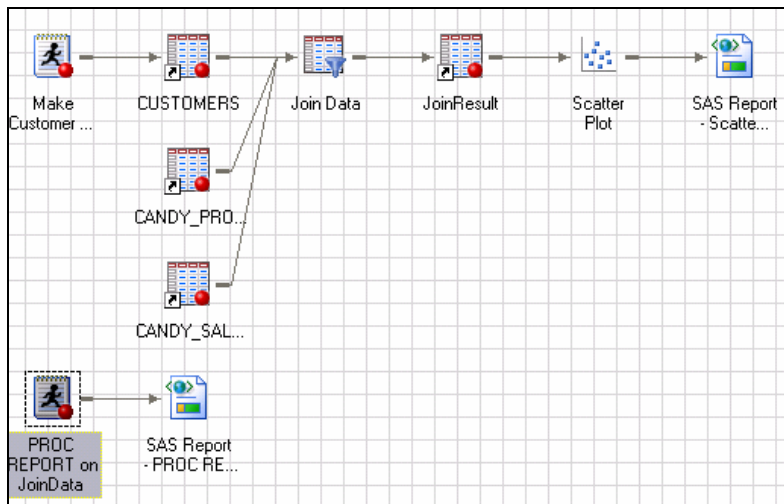 Make
Customer ...
CUSTOMERS
Join Data
JoinResult
Scatter
Plot
SAS Report
- Scatte...
CANDY_PRO...
CANDY_SAL...
PROC
REPORT on
JoinData
SAS Report
- PROC RE...